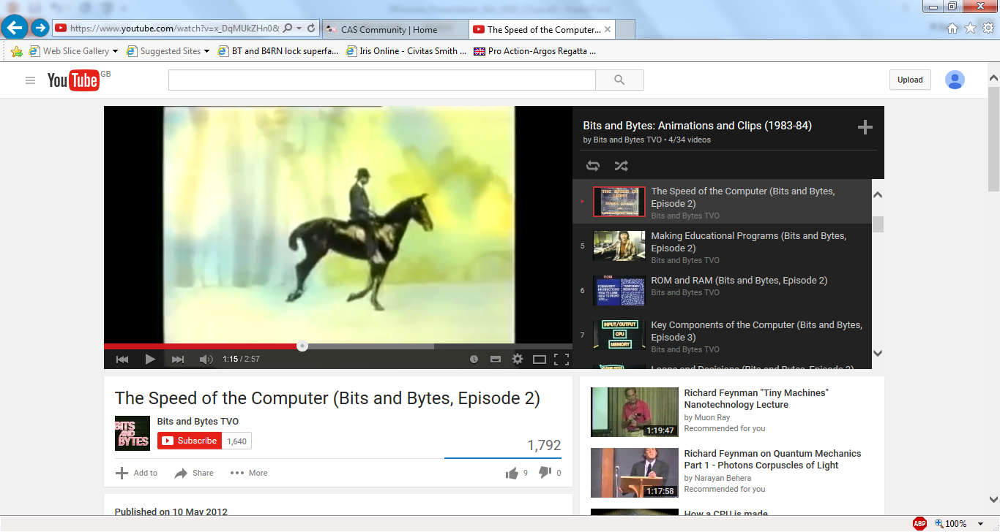 https://www.youtube.com/watch?v=x_DqMUkZHn0&
CAS Community | Home
The Speed of the Computer...
Web Slice Gallery
Suggested Sites
BT and B4RN lock superfa...
Iris Online - Civitas Smith ...
Pro Action-Argos Regatta ...
YouTube GB
Upload
Bits and Bytes: Animations and Clips (1983-84)
by Bits and Bytes TVO • 4/34 videos
The Speed of the Computer (Bits and Bytes,
Episode 2)
Bits and Bytes TVO
5
Making Educational Programs (Bits and Bytes,
Episode 2)
Bits and Bytes TVO
6
ROM
ROM and RAM (Bits and Bytes, Episode 2)
Bits and Bytes TVO
7
INPUT/OUTPUT
CPU
MEMORY
Key Components of the Computer (Bits and Bytes,
Episode 3)
Bits and Bytes TVO
Loops and Decisions (Bits and Bytes, Episode 3)
1:15 / 2:57
The Speed of the Computer (Bits and Bytes, Episode 2)
BITS
AND
BYTES
Bits and Bytes TVO
Subscribe 1,640
1,792
Add to
Share
More
9
0
Published on 10 May 2012
1:19:47
Richard Feynman "Tiny Machines"
Nanotechnology Lecture
by Muon Ray
Recommended for you
1:17:58
Richard Feynman on Quantum Mechanics
Part 1 - Photons Corpuscles of Light
by Narayan Behera
Recommended for you
How a CPU is made
ABP
100%